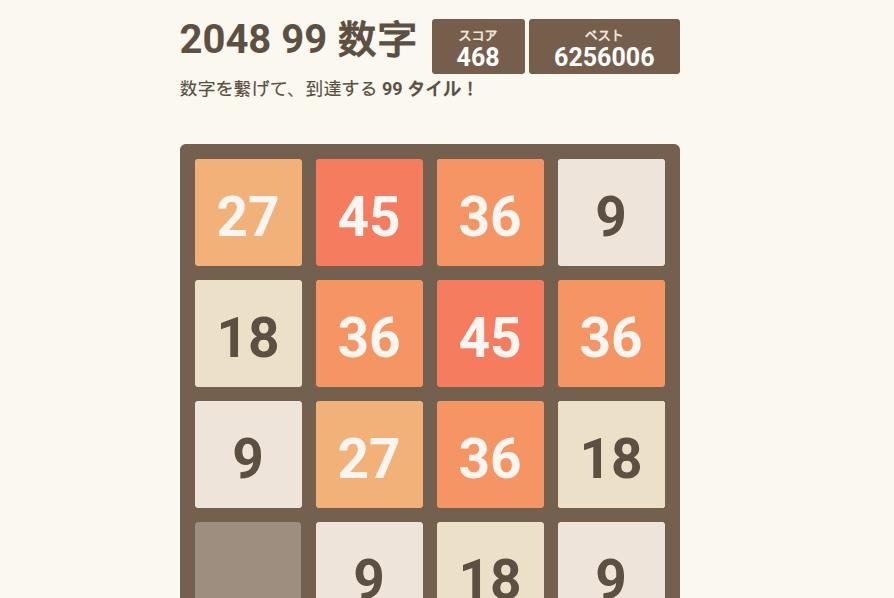 2048 99 数字
スコア
468
ベスト
6256006
数字を繋げて、到達する 99 タイル！
27 45 36 9
18 36 45 36
9 27 36 18
9 18 9